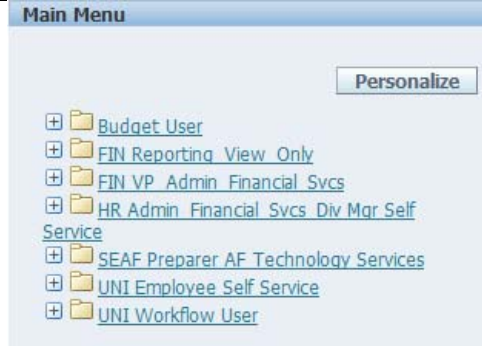 Main Menu
Personalize
Budget User
FIN Reporting View Only
FIN VP Admin Financial Svcs
HR Admin Financial Svcs Div Mgr Self
Service
SEAF Preparer AF Technology Services
UNI Employee Self Service
UNI Workflow User